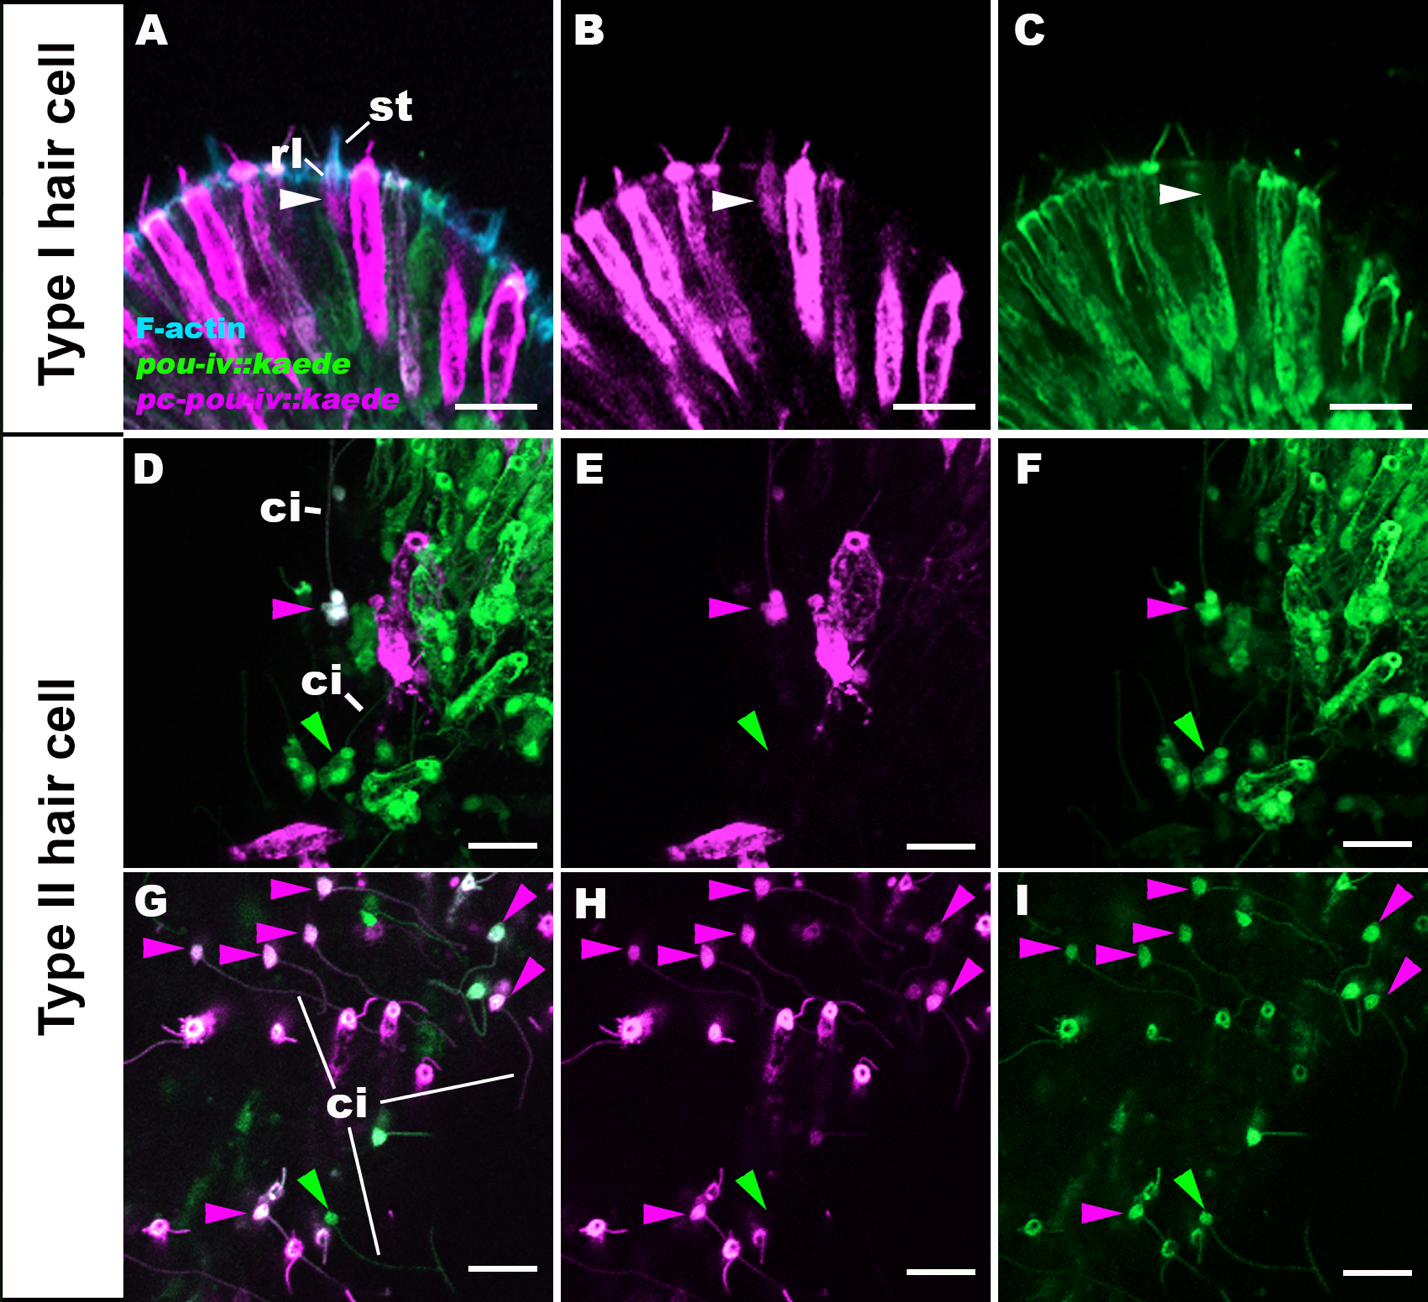 Type I hair cell
A
st
rl
F-actin
pou-iv::kaede
pc-pou-iv::kaede
B
C
Type II hair cell
D
ci
ci
E
F
G
ci
H
I